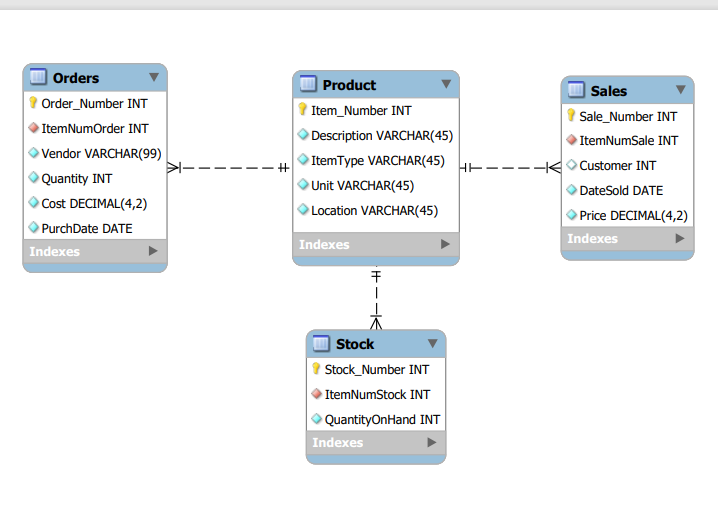 Orders
Order_Number INT
ItemNumOrder INT
Vendor VARCHAR(99)
Quantity INT
Cost DECIMAL(4,2)
PurchDate DATE
Indexes
Product
Item_Number INT
Description VARCHAR(45)
ItemType VARCHAR(45)
Unit VARCHAR(45)
Location VARCHAR(45)
Indexes
Sales
Sale_Number INT
ItemNumSale INT
Customer INT
DateSold DATE
Price DECIMAL(4,2)
Indexes
Stock
Stock_Number INT
ItemNumStock INT
QuantityOnHand INT
Indexes